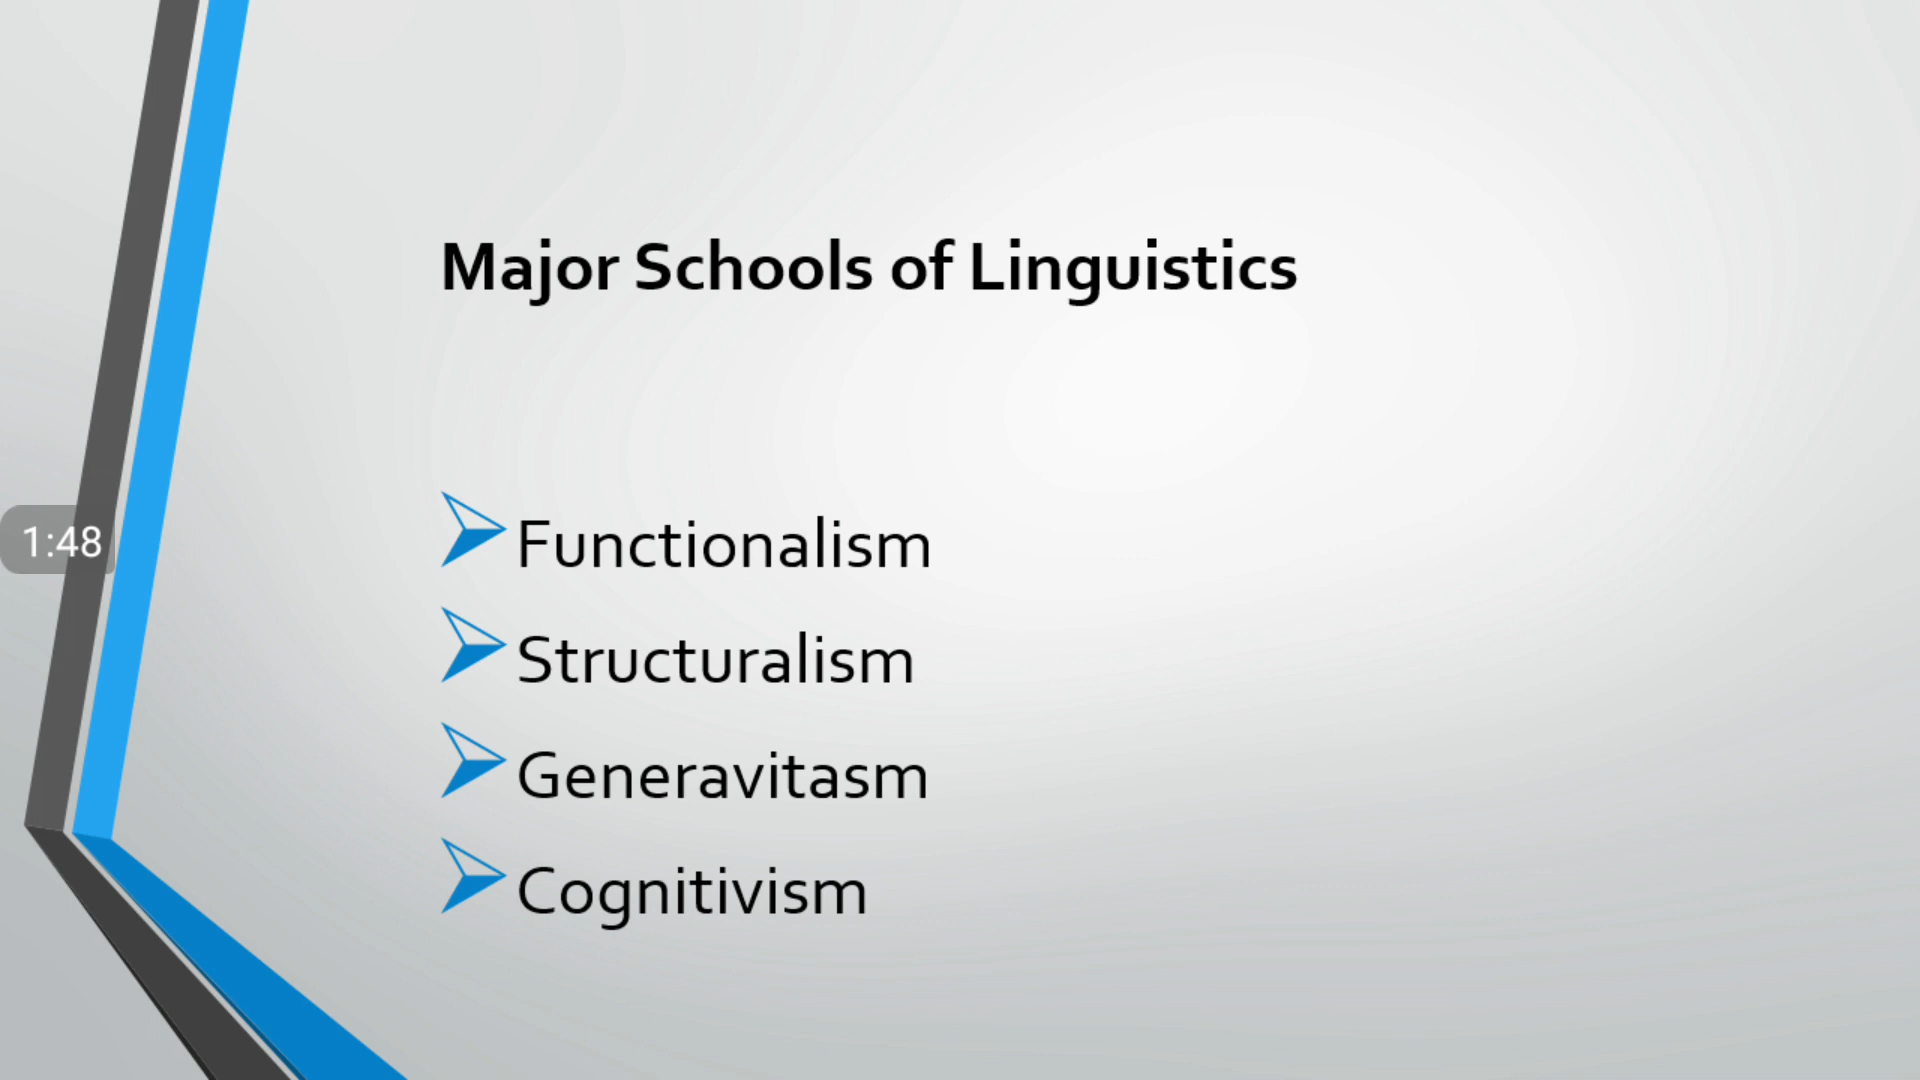 Major Schools of Linguistics
1:48
Functionalism
Structuralism
Generavitasm
Cognitivism